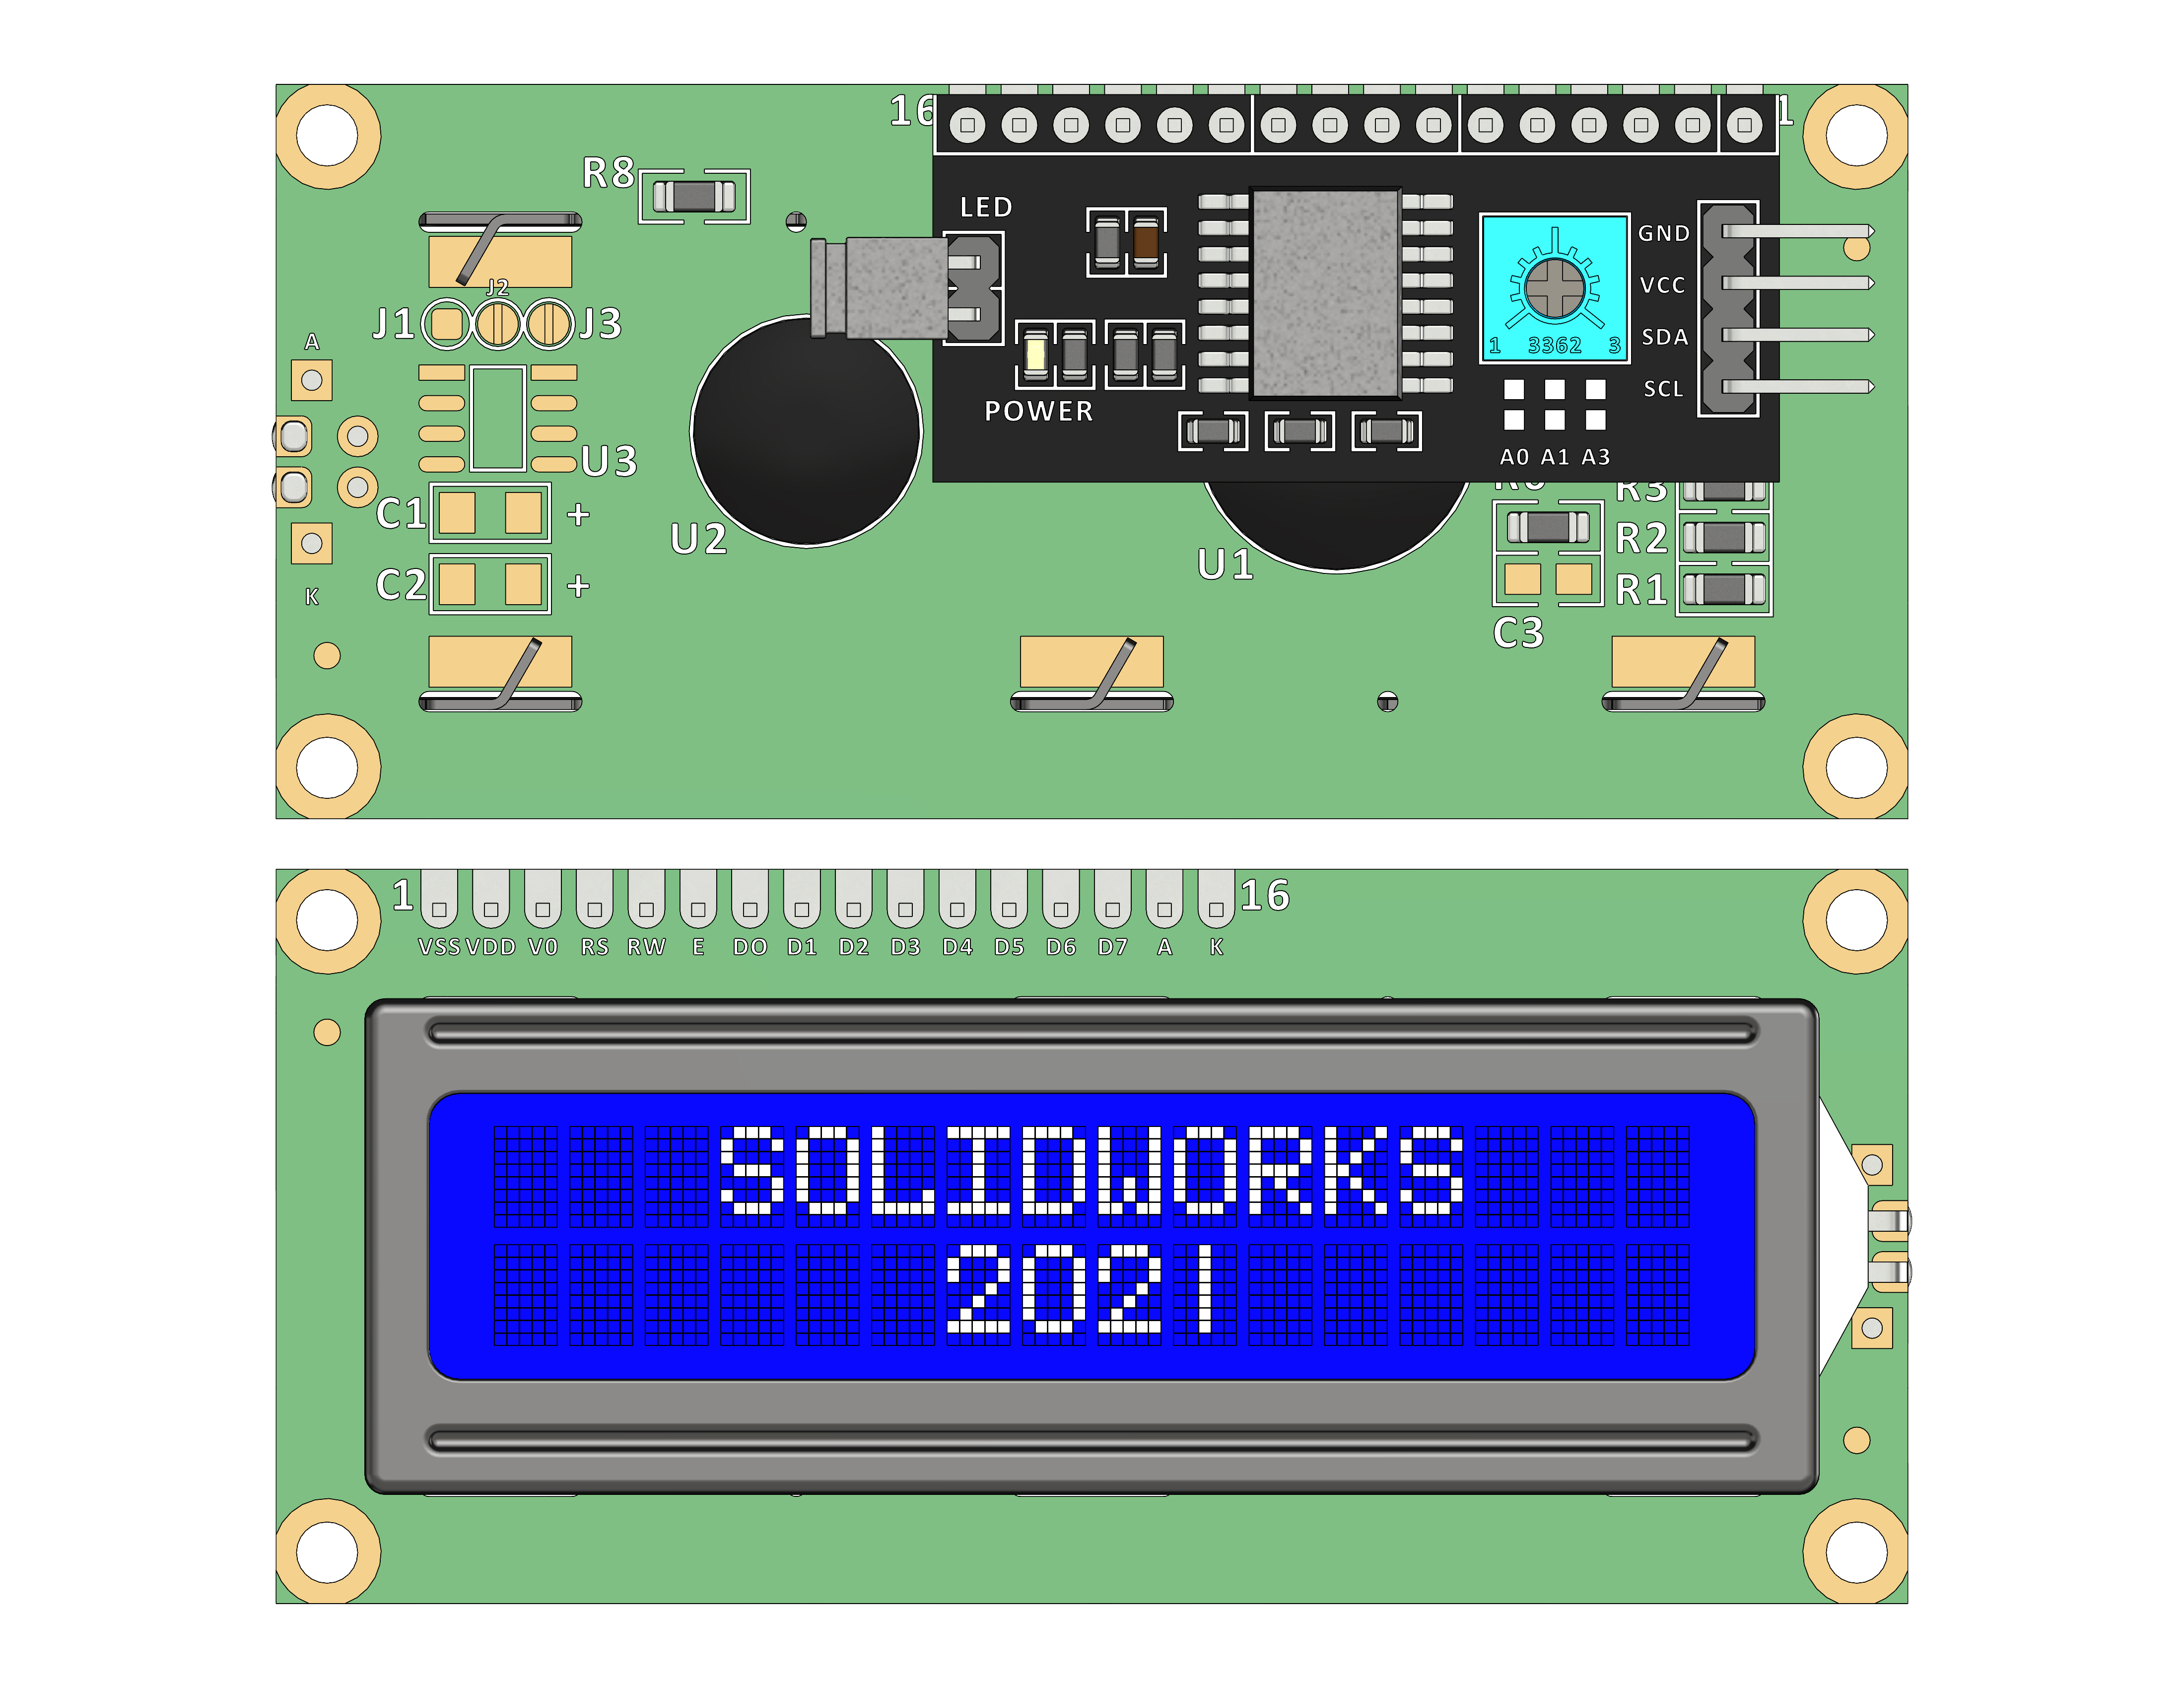 16 1
R8
LED
GND
J2
VCC
J1 J3
SDA
A
1 3362 3
SCL
POWER
U3
A0 A1 A3
R6 R3
C1 +
U2
R2
U1
C2 +
R1
K
C3
1 16
VSS VDD V0 RS RW E DO D1 D2 D3 D4 D5 D6 D7 A K
SOLIDWORKS
2021